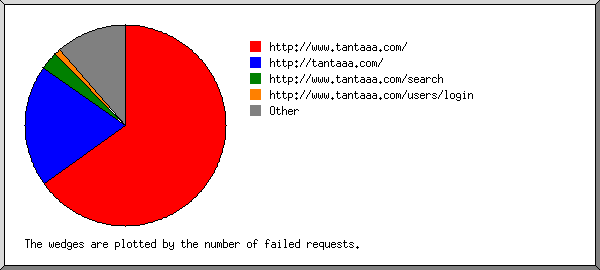 http://www.tantaaa.com/
http://tantaaa.com/
http://www.tantaaa.com/search
http://www.tantaaa.com/users/login
Other
The wedges are plotted by the number of failed requests.